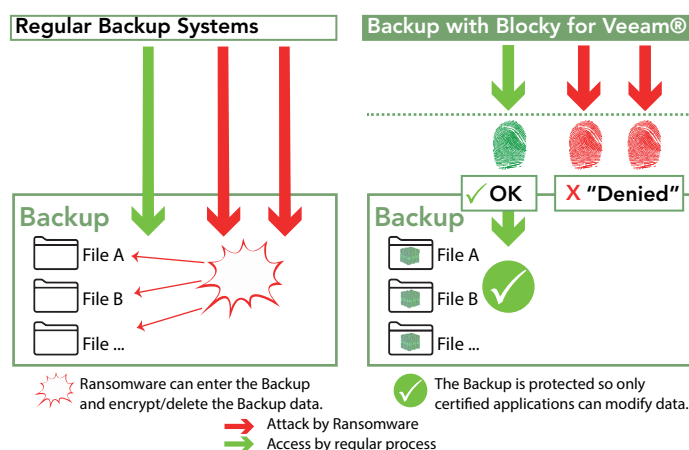 Regular Backup Systems
Backup with Blocky for Veeam®
✓ OK
X "Denied"
Backup
File A
File B
File ...
Backup
File A
File B
File ...
Ransomware can enter the Backup
and encrypt/delete the Backup data.
The Backup is protected so only
certified applications can modify data.
Attack by Ransomware
Access by regular process